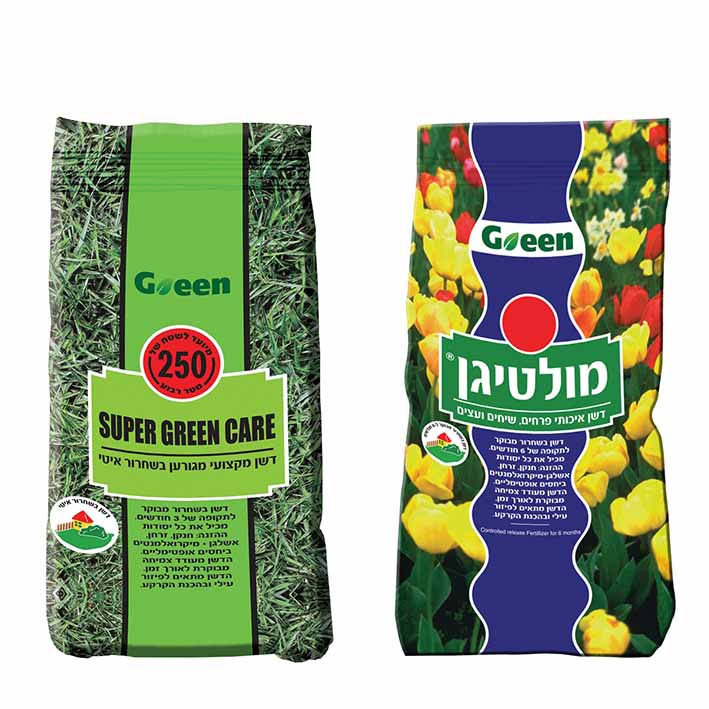 Green
מיועד לשטח של
250
מטר רבוע
SUPER GREEN CARE
דשן מקצועי מגורען בשחרור איטי
דשן בשחרור איטי
דשן בשחרור מבוקר
לתקופה של 3 חודשים.
מכיל את כל יסודות
ההזנה: חנקן, זרחן,
אשלגן - מיקרואלמנטים
ביחסים אופטימליים.
הדשן מעודד צמיחה
מבוקרת לאורך זמן.
הדשן מתאים לפיזור
עילי ובהכנת הקרקע.
Green
מולטיגן®
דשן איכותי פרחים, שיחים ועצים
דשן בשחרור מבוקר
לתקופה של 6 חודשים.
מכיל את כל יסודות
ההזנה: חנקן, זרחן,
אשלגן-מיקרואלמנטים
ביחסים אופטימליים.
הדשן מעודד צמיחה
מבוקרת לאורך זמן.
הדשן מתאים לפיזור
עילי ובהכנת הקרקע
Controlled release Fertilizer for 6 months